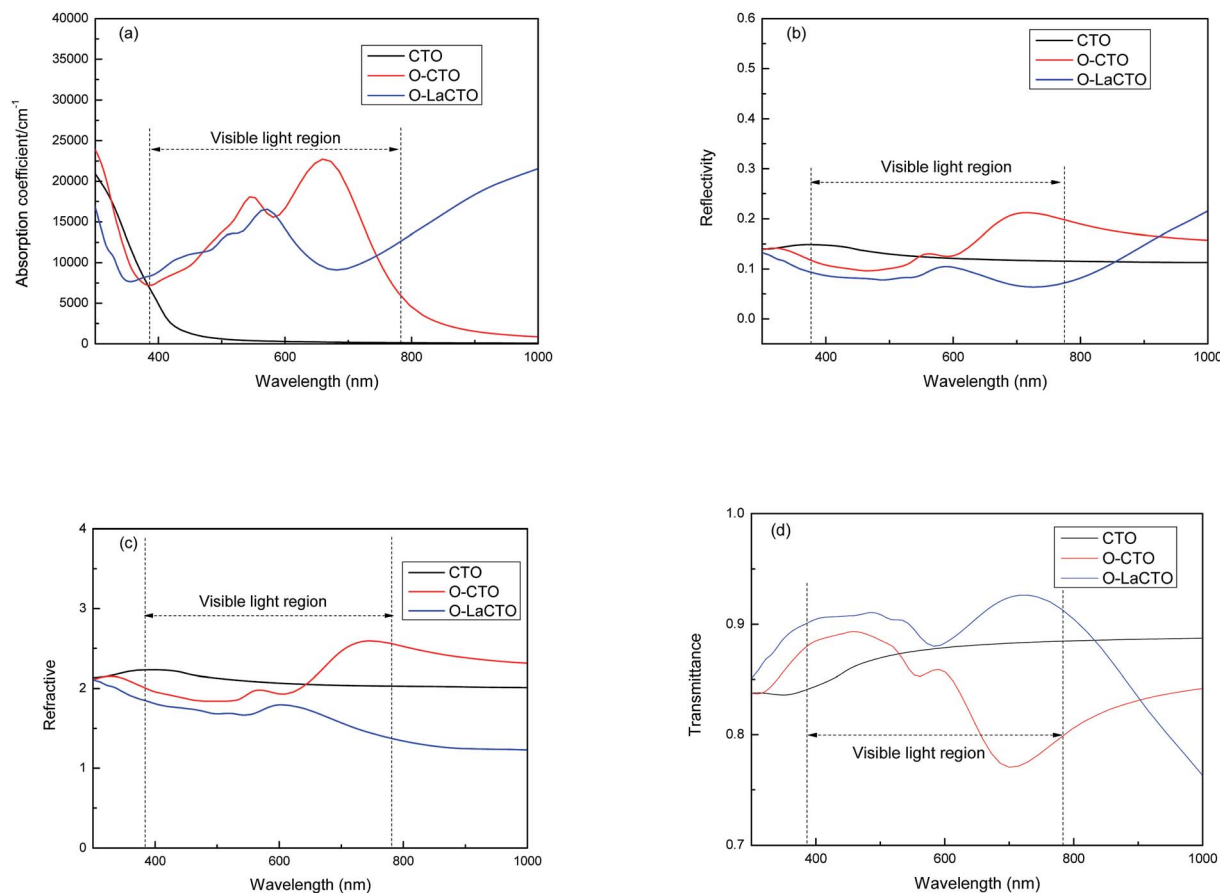 (a)
CTO
O-CTO
O-LaCTO
Visible light region
Absorption coefficient/cm⁻¹
40000
35000
30000
25000
20000
15000
10000
5000
0
400
600
800
1000
Wavelength (nm)
(b)
CTO
O-CTO
O-LaCTO
Visible light region
Reflectivity
0.6
0.5
0.4
0.3
0.2
0.1
0.0
400
600
800
1000
Wavelength (nm)
(c)
CTO
O-CTO
O-LaCTO
Visible light region
Refractive
4
3
2
1
0
400
600
800
1000
Wavelength (nm)
(d)
CTO
O-CTO
O-LaCTO
Visible light region
Transmittance
1.0
0.9
0.8
0.7
400
600
800
1000
Wavelength (nm)